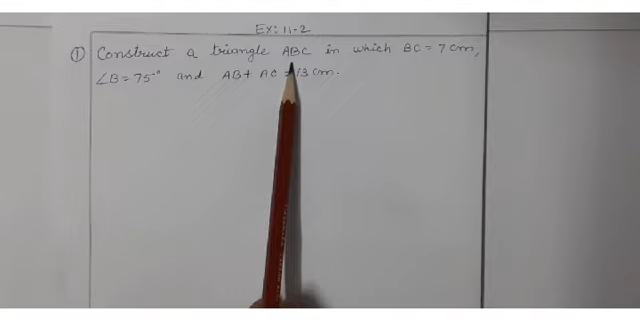 Ex: 11-2
① Construct a triangle ABC in which BC = 7 cm,
∠B = 75° and AB + AC = 13 cm.